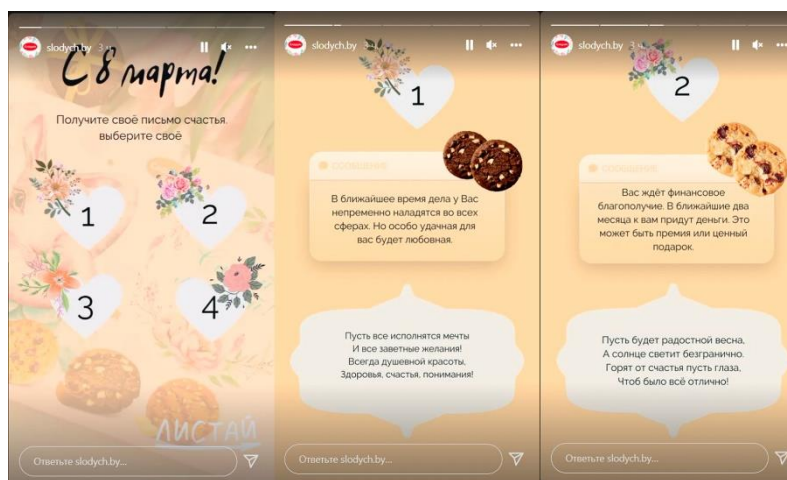 slodych.by 3 ч
С 8 марта!
Получите своё письмо счастья.
выберите своё
1
2
3
4
ЛИСТАЙ
Ответьте slodych.by...
slodych.by
1
сообщение
В ближайшее время дела у Вас
непременно наладятся во всех
сферах. Но особо удачная для
вас будет любовная.
Пусть все исполнятся мечты
И все заветные желания!
Всегда душевной красоты,
Здоровья, счастья, понимания!
Ответьте slodych.by...
slodych.by 3 ч
2
сообщение
Вас ждёт финансовое
благополучие. В ближайшие два
месяца к вам придут деньги. Это
может быть премия или ценный
подарок.
Пусть будет радостной весна,
А солнце светит безгранично.
Горят от счастья пусть глаза,
Чтоб было всё отлично!
Ответьте slodych.by...